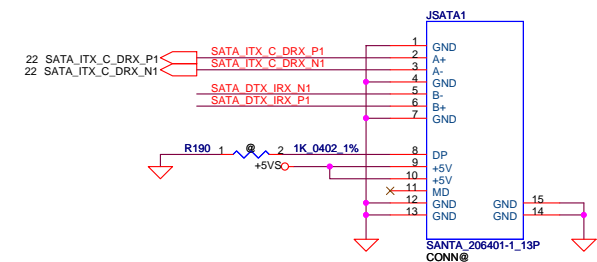 JSATA1
1 GND
22 SATA_ITX_C_DRX_P1 SATA_ITX_C_DRX_P1 2 A+
22 SATA_ITX_C_DRX_N1 SATA_ITX_C_DRX_N1 3 A-
4 GND
SATA_DTX_IRX_N1 5 B-
SATA_DTX_IRX_P1 6 B+
7 GND
R190 1 @ 2 1K_0402_1% 8 DP
+5VS 9 +5V
10 +5V
11 MD
12 GND GND 15
13 GND GND 14
SANTA_206401-1_13P
CONN@